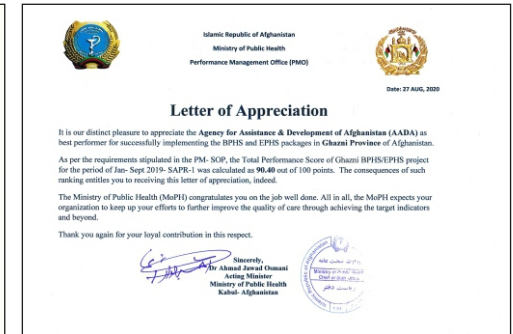 Islamic Republic of Afghanistan
Ministry of Public Health
Performance Management Office (PMO)
Date: 27 AUG, 2020
Letter of Appreciation
It is our distinct pleasure to appreciate the Agency for Assistance & Development of Afghanistan (AADA) as
best performer for successfully implementing the BPHS and EPHS packages in Ghazni Province of Afghanistan.
As per the requirements stipulated in the PM- SOP, the Total Performance Score of Ghazni BPHS/EPHS project
for the period of Jan- Sept 2019- SAPR-1 was calculated as 90.40 out of 100 points. The consequences of such
ranking entitles you to receiving this letter of appreciation, indeed.
The Ministry of Public Health (MoPH) congratulates you on the job well done. All in all, the MoPH expects your
organization to keep up your efforts to further improve the quality of care through achieving the target indicators
and beyond.
Thank you again for your loyal contribution in this respect.
Sincerely,
Dr Ahmad Jawad Osmani
Acting Minister
Ministry of Public Health
Kabul- Afghanistan